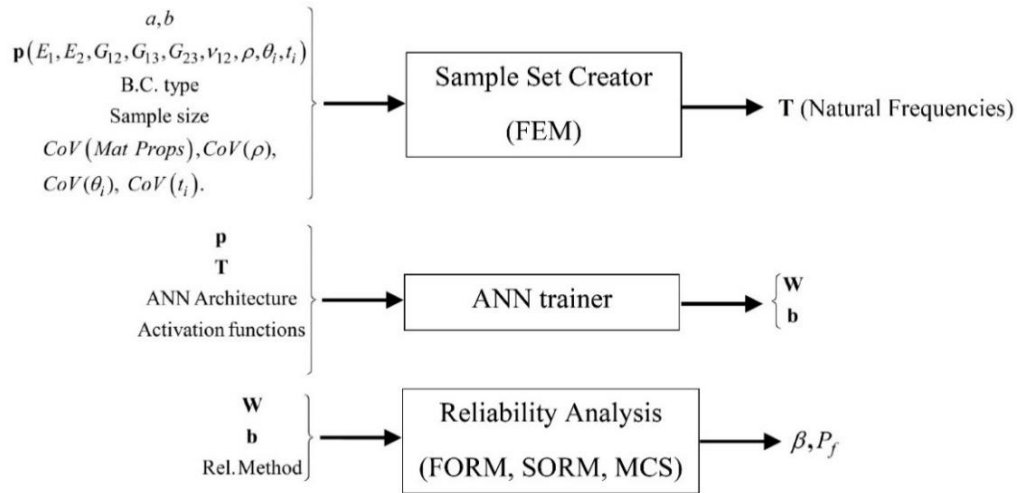 a,b
p(E₁,E₂,G₁₂,G₁₃,G₂₃,ν₁₂,ρ,θᵢ,tᵢ)
B.C. type
Sample size
CoV(Mat Props),CoV(ρ),
CoV(θᵢ), CoV(tᵢ).
Sample Set Creator
(FEM)
T (Natural Frequencies)
p
T
ANN Architecture
Activation functions
ANN trainer
W
b
W
b
Rel.Method
Reliability Analysis
(FORM, SORM, MCS)
β,P_f